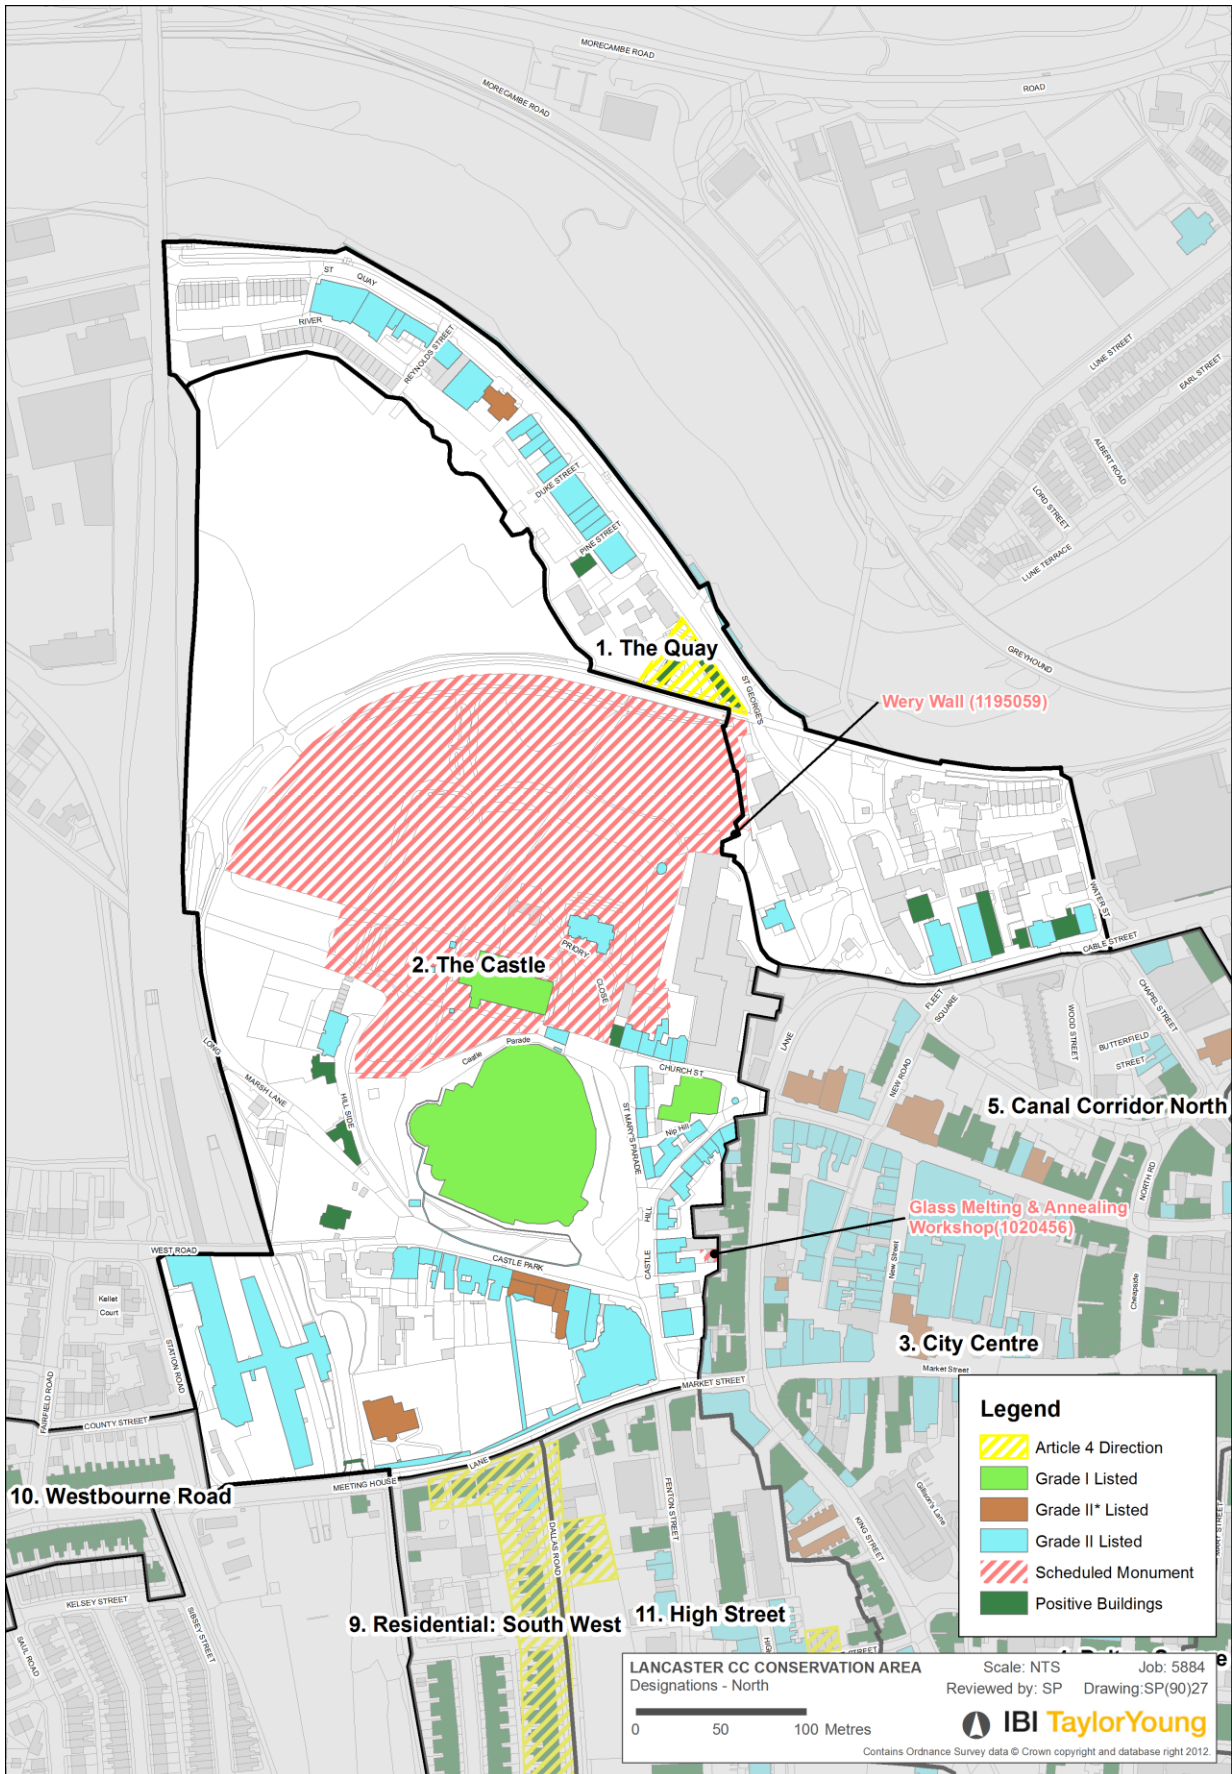 MORECAMBE ROAD
ROAD
MORECAMBE ROAD
ST
QUAY
RIVER
REYNOLDS STREET
LUNE STREET
EARL STREET
ALBERT ROAD
LORD STREET
LUNE TERRACE
DUKE STREET
PINE STREET
1. The Quay
GREYHOUND
ST GEORGE'S
Wery Wall (1195059)
WATER ST
CABLE STREET
PRIORY
CLOSE
2. The Castle
FLEET
SQUARE
WOOD STREET
CHAPEL STREET
BUTTERFIELD
STREET
LANE
NEW ROAD
Castle
Parade
CHURCH ST
LONG
MARSH LANE
HILL SIDE
ST MARY'S PARADE
Nip Hill
5. Canal Corridor North
NORTH RD
Glass Melting & Annealing
Workshop(1020456)
HILL
CASTLE
New Street
Cheapside
WEST ROAD
CASTLE PARK
Kellet
Court
STATION ROAD
FAIRFIELD ROAD
3. City Centre
Market Street
MARKET STREET
COUNTY STREET
LANE
MEETING HOUSE
10. Westbourne Road
FENTON STREET
DALLAS ROAD
KING STREET
Gillison's Lane
MART STREET
KELSEY STREET
SIBSEY STREET
SAUL ROAD
9. Residential: South West
11. High Street
HIGH
STREET
Legend
Article 4 Direction
Grade I Listed
Grade II* Listed
Grade II Listed
Scheduled Monument
Positive Buildings
LANCASTER CC CONSERVATION AREA
Designations - North
Scale: NTS
Job: 5884
Reviewed by: SP
Drawing:SP(90)27
0 50 100 Metres
IBI TaylorYoung
Contains Ordnance Survey data © Crown copyright and database right 2012.